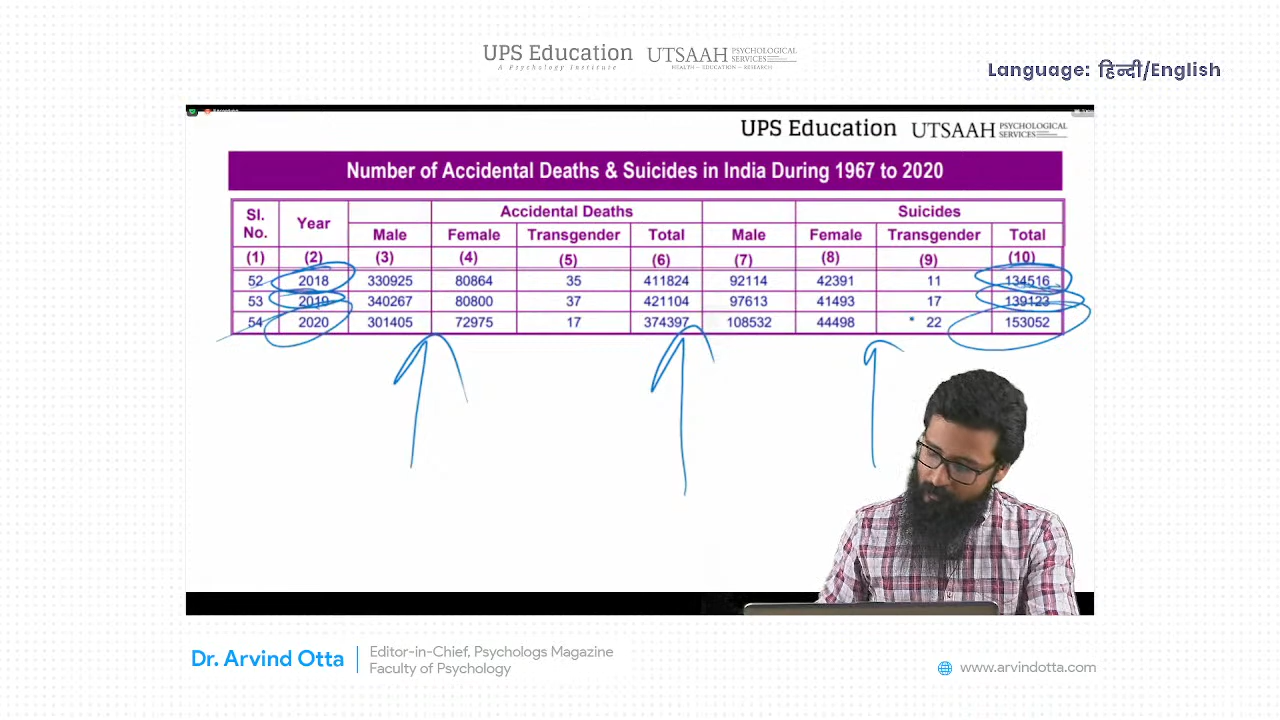 UPS Education UTSAAH PSYCHOLOGICAL SERVICES
A Psychology Institute HEALTH – EDUCATION – RESEARCH
Language: हिन्दी/English
UPS Education UTSAAH PSYCHOLOGICAL SERVICES
Number of Accidental Deaths & Suicides in India During 1967 to 2020
Sl. No. Year Accidental Deaths Suicides
Male Female Transgender Total Male Female Transgender Total
(1) (2) (3) (4) (5) (6) (7) (8) (9) (10)
52 2018 330925 80864 35 411824 92114 42391 11 134516
53 2019 340267 80800 37 421104 97613 41493 17 139123
54 2020 301405 72975 17 374397 108532 44498 22 153052
Dr. Arvind Otta
Editor-in-Chief, Psychologs Magazine
Faculty of Psychology
www.arvindotta.com